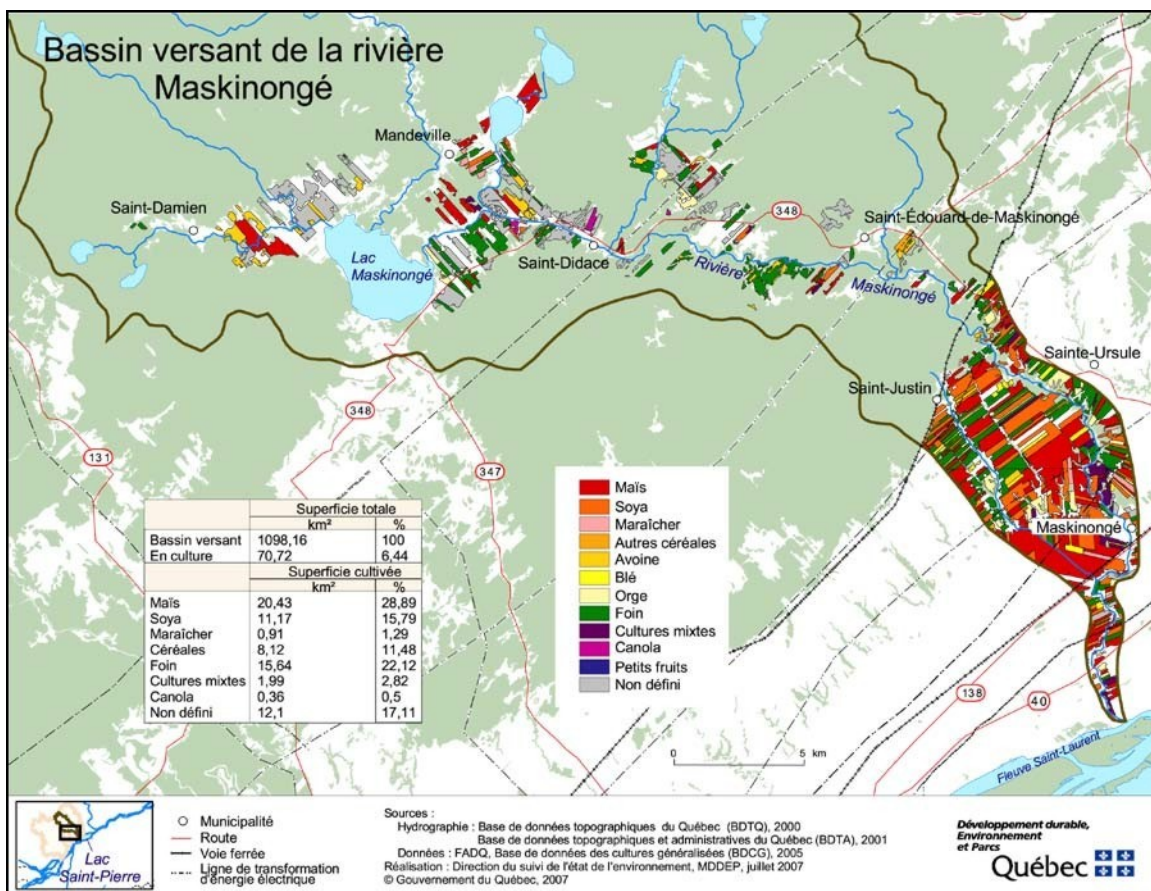 Bassin versant de la rivière
Maskinongé
Mandeville
Saint-Damien
Lac
Maskinongé
Saint-Didace
348
Saint-Édouard-de-Maskinongé
Rivière
Maskinongé
Sainte-Ursule
Saint-Justin
348
131
347
Maskinongé
138
40
Fleuve Saint-Laurent
Maïs
Soya
Maraîcher
Autres céréales
Avoine
Blé
Orge
Foin
Cultures mixtes
Canola
Petits fruits
Non défini
Superficie totale
km² %
Bassin versant 1098,16 100
En culture 70,72 6,44
Superficie cultivée
km² %
Maïs 20,43 28,89
Soya 11,17 15,79
Maraîcher 0,91 1,29
Céréales 8,12 11,48
Foin 15,64 22,12
Cultures mixtes 1,99 2,82
Canola 0,36 0,5
Non défini 12,1 17,11
0 5 km
Lac
Saint-Pierre
Municipalité
Route
Voie ferrée
Ligne de transformation
d'énergie électrique
Sources :
Hydrographie : Base de données topographiques du Québec (BDTQ), 2000
Base de données topographiques et administratives du Québec (BDTA), 2001
Données : FADQ, Base de données des cultures généralisées (BDCG), 2005
Réalisation : Direction du suivi de l'état de l'environnement, MDDEP, juillet 2007
© Gouvernement du Québec, 2007
Développement durable,
Environnement
et Parcs
Québec